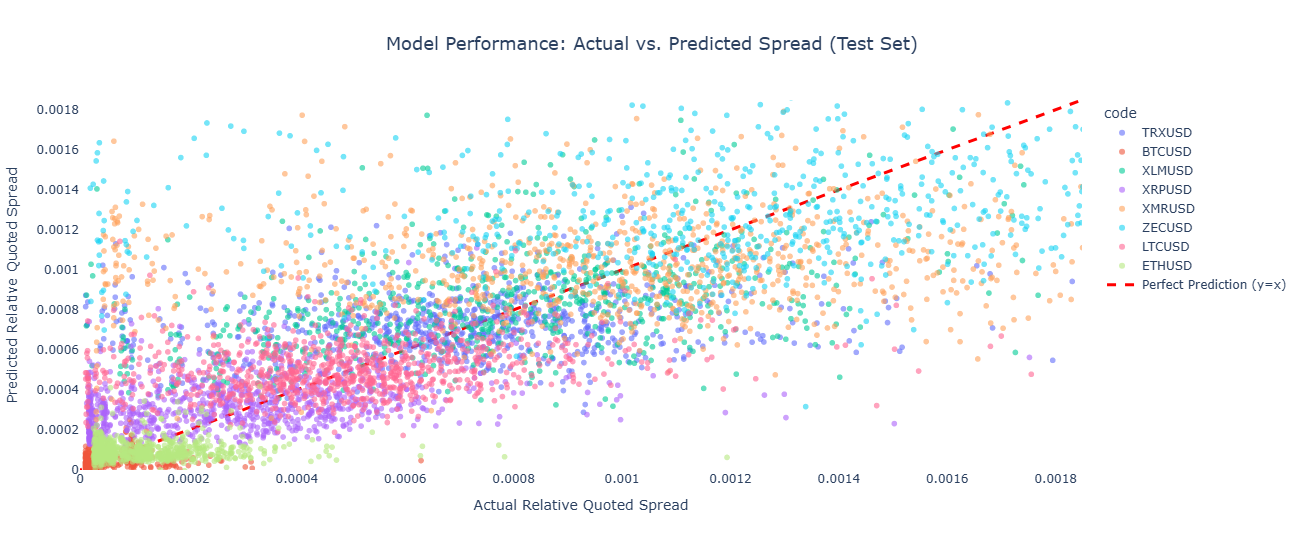 Model Performance: Actual vs. Predicted Spread (Test Set)
Predicted Relative Quoted Spread
0.0018
0.0016
0.0014
0.0012
0.001
0.0008
0.0006
0.0004
0.0002
0
0
0.0002
0.0004
0.0006
0.0008
0.001
0.0012
0.0014
0.0016
0.0018
Actual Relative Quoted Spread
code
TRXUSD
BTCUSD
XLMUSD
XRPUSD
XMRUSD
ZECUSD
LTCUSD
ETHUSD
Perfect Prediction (y=x)